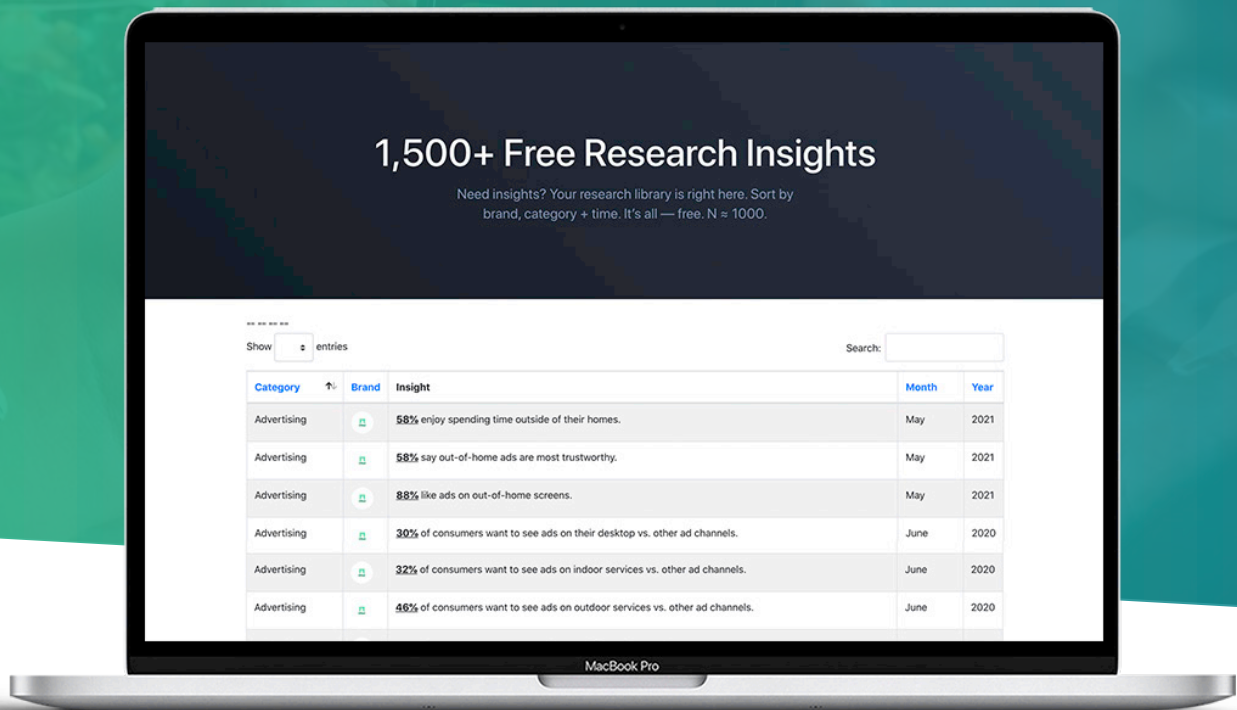 1,500+ Free Research Insights
Need insights? Your research library is right here. Sort by
brand, category + time. It's all — free. N ≈ 1000.
Show entries
Search:
Category Brand Insight Month Year
Advertising 58% enjoy spending time outside of their homes. May 2021
Advertising 58% say out-of-home ads are most trustworthy. May 2021
Advertising 88% like ads on out-of-home screens. May 2021
Advertising 30% of consumers want to see ads on their desktop vs. other ad channels. June 2020
Advertising 32% of consumers want to see ads on indoor services vs. other ad channels. June 2020
Advertising 46% of consumers want to see ads on outdoor services vs. other ad channels. June 2020
MacBook Pro